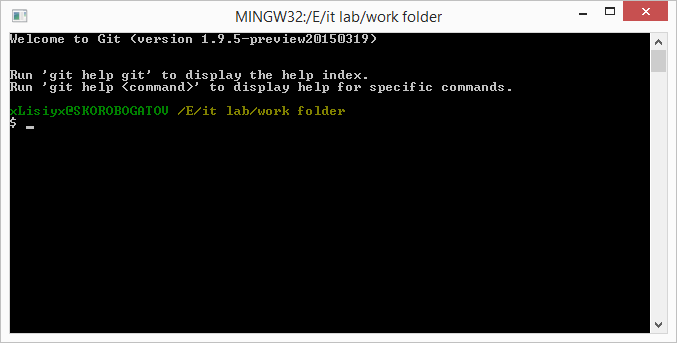 MINGW32:/E/it lab/work folder
Welcome to Git (version 1.9.5-preview20150319)
Run 'git help git' to display the help index.
Run 'git help <command>' to display help for specific commands.
xLisiyx@SKOROBOGATOV /E/it lab/work folder
$